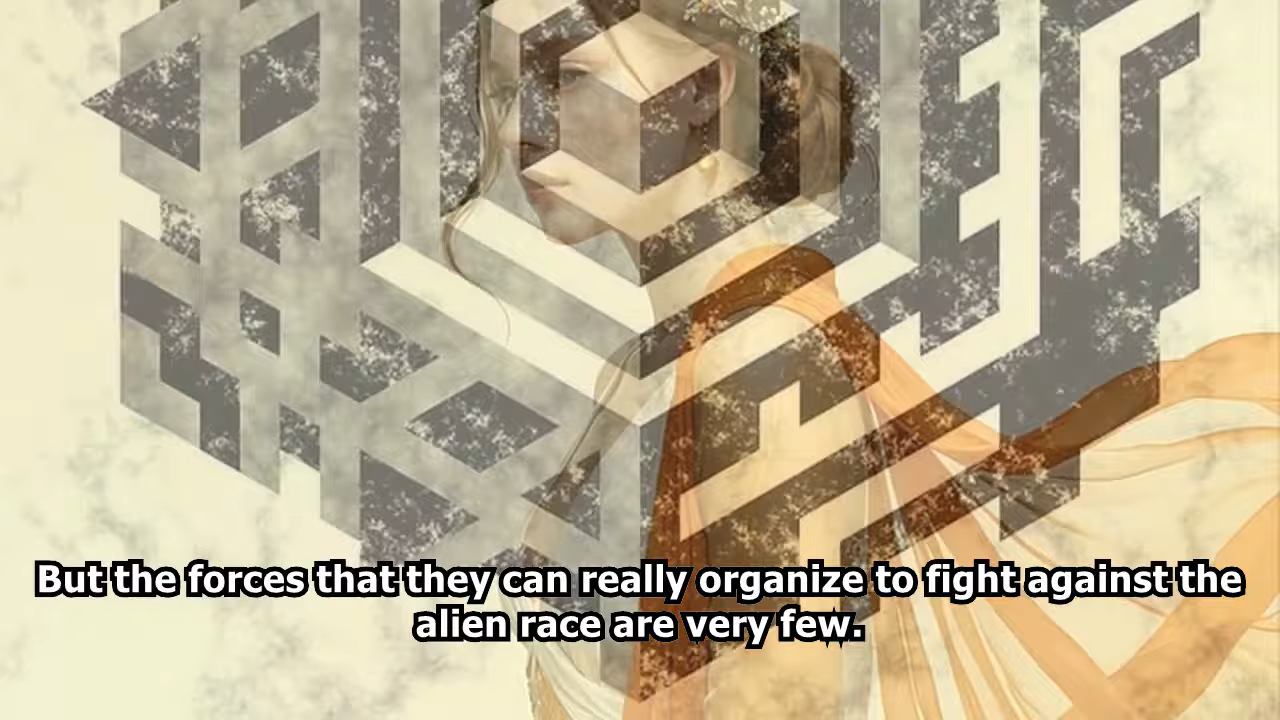 But the forces that they can really organize to fight against the
alien race are very few.